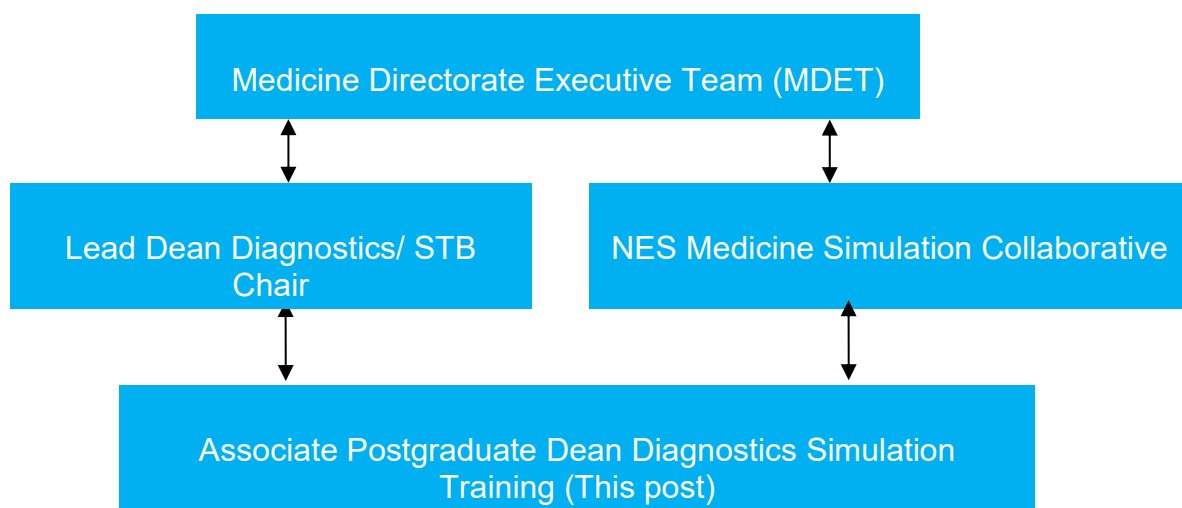 Medicine Directorate Executive Team (MDET)
Lead Dean Diagnostics/ STB
Chair
NES Medicine Simulation Collaborative
Associate Postgraduate Dean Diagnostics Simulation
Training (This post)